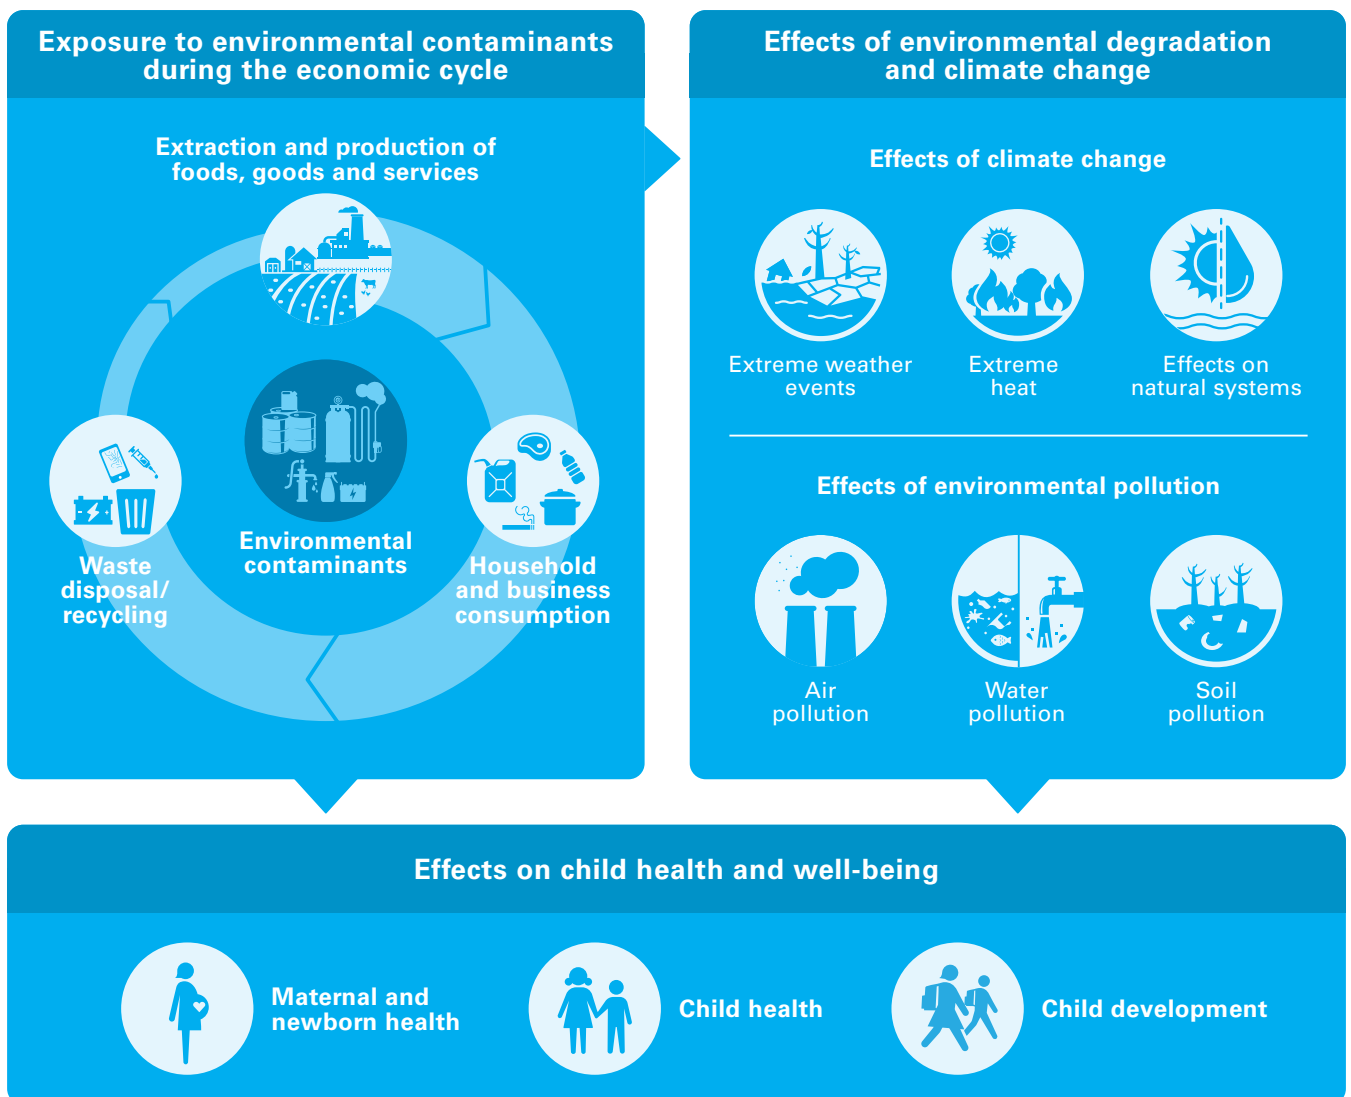 Exposure to environmental contaminants
during the economic cycle
Extraction and production of
foods, goods and services
Environmental
contaminants
Waste
disposal/
recycling
Household
and business
consumption
Effects of environmental degradation
and climate change
Effects of climate change
Extreme weather
events
Extreme
heat
Effects on
natural systems
Effects of environmental pollution
Air
pollution
Water
pollution
Soil
pollution
Effects on child health and well-being
Maternal and
newborn health
Child health
Child development